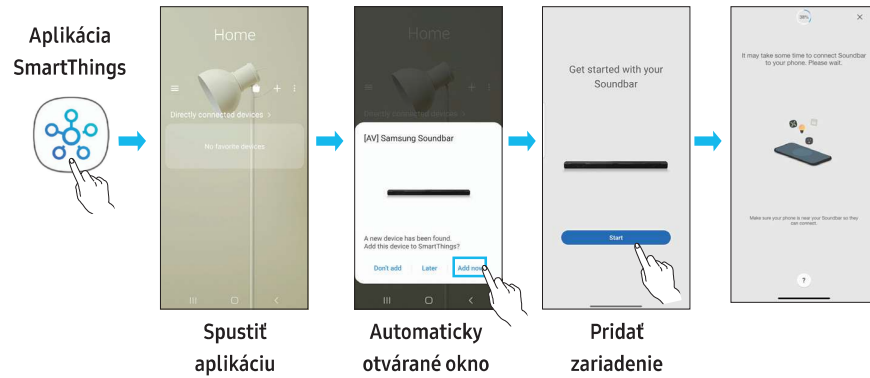 Aplikácia
SmartThings
Home
Directly connected devices >
No favorite devices
Spustiť
aplikáciu
Home
[AV] Samsung Soundbar
A new device has been found.
Add this device to SmartThings?
Don't add
Later
Add now
Automaticky
otvárané okno
Get started with your
Soundbar
Start
Pridať
zariadenie
38%
It may take some time to connect Soundbar
to your phone. Please wait.
Make sure your phone is near your Soundbar so they
can connect.
?